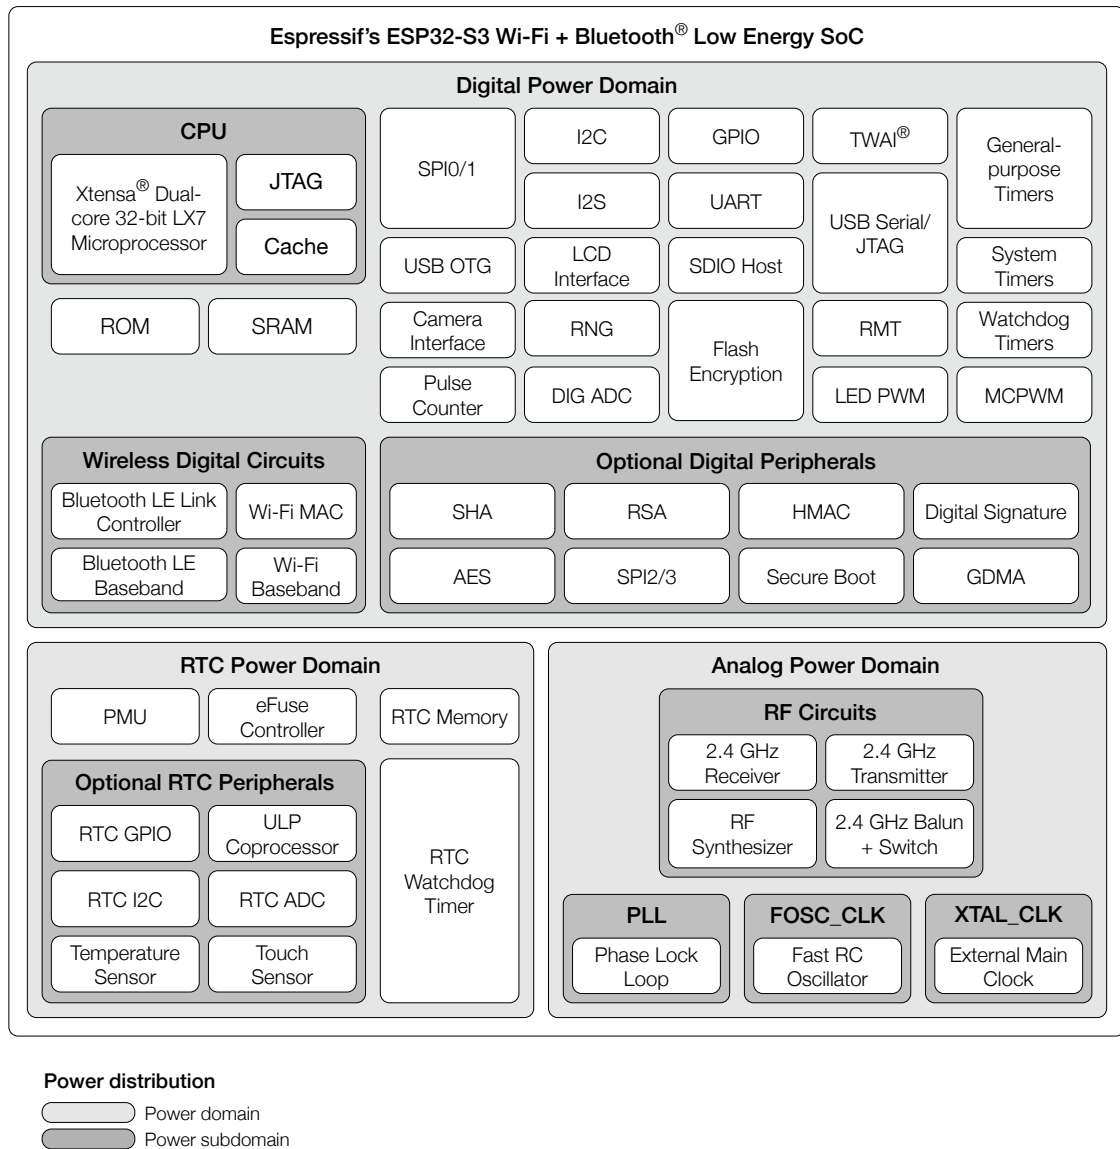 Espressif's ESP32-S3 Wi-Fi + Bluetooth® Low Energy SoC
Digital Power Domain
CPU
Xtensa® Dual-
core 32-bit LX7
Microprocessor
JTAG
Cache
ROM
SRAM
SPI0/1
I2C
GPIO
TWAI®
General-
purpose
Timers
I2S
UART
USB Serial/
JTAG
USB OTG
LCD
Interface
SDIO Host
System
Timers
Camera
Interface
RNG
Flash
Encryption
RMT
Watchdog
Timers
Pulse
Counter
DIG ADC
LED PWM
MCPWM
Wireless Digital Circuits
Bluetooth LE Link
Controller
Wi-Fi MAC
Bluetooth LE
Baseband
Wi-Fi
Baseband
Optional Digital Peripherals
SHA
RSA
HMAC
Digital Signature
AES
SPI2/3
Secure Boot
GDMA
RTC Power Domain
PMU
eFuse
Controller
RTC Memory
Optional RTC Peripherals
RTC GPIO
ULP
Coprocessor
RTC I2C
RTC ADC
Temperature
Sensor
Touch
Sensor
RTC
Watchdog
Timer
Analog Power Domain
RF Circuits
2.4 GHz
Receiver
2.4 GHz
Transmitter
RF
Synthesizer
2.4 GHz Balun
+ Switch
PLL
Phase Lock
Loop
FOSC_CLK
Fast RC
Oscillator
XTAL_CLK
External Main
Clock
Power distribution
Power domain
Power subdomain